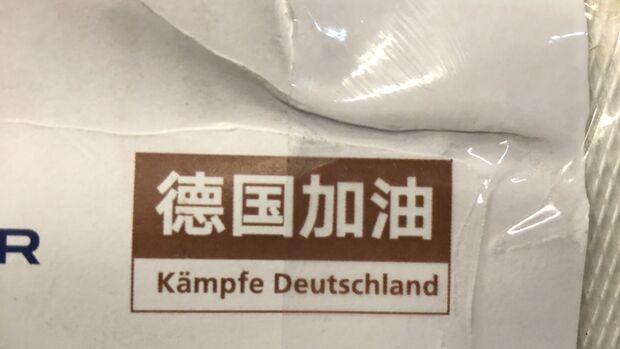 德国加油
R
Kämpfe Deutschland